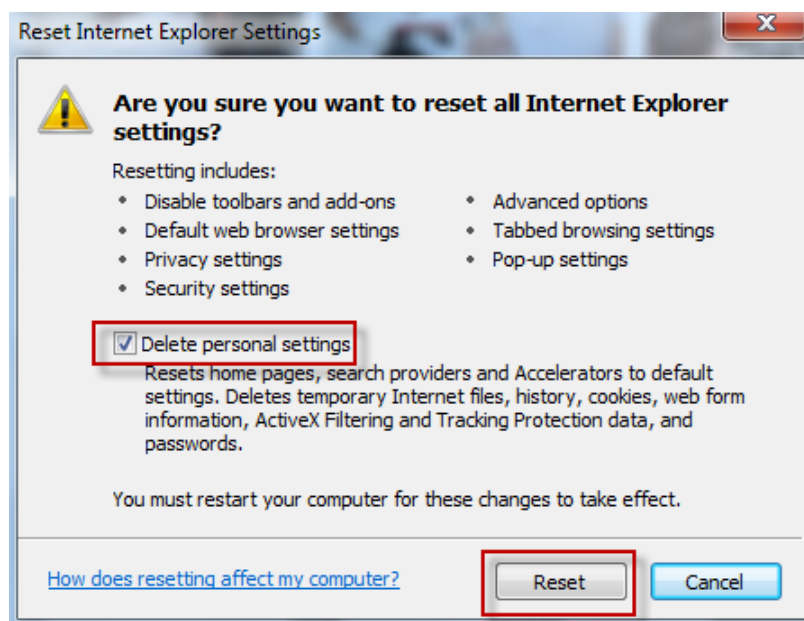 Reset Internet Explorer Settings
X
Are you sure you want to reset all Internet Explorer
settings?
Resetting includes:
• Disable toolbars and add-ons
• Default web browser settings
• Privacy settings
• Security settings
• Advanced options
• Tabbed browsing settings
• Pop-up settings
Delete personal settings
Resets home pages, search providers and Accelerators to default
settings. Deletes temporary Internet files, history, cookies, web form
information, ActiveX Filtering and Tracking Protection data, and
passwords.
You must restart your computer for these changes to take effect.
How does resetting affect my computer?
Reset
Cancel